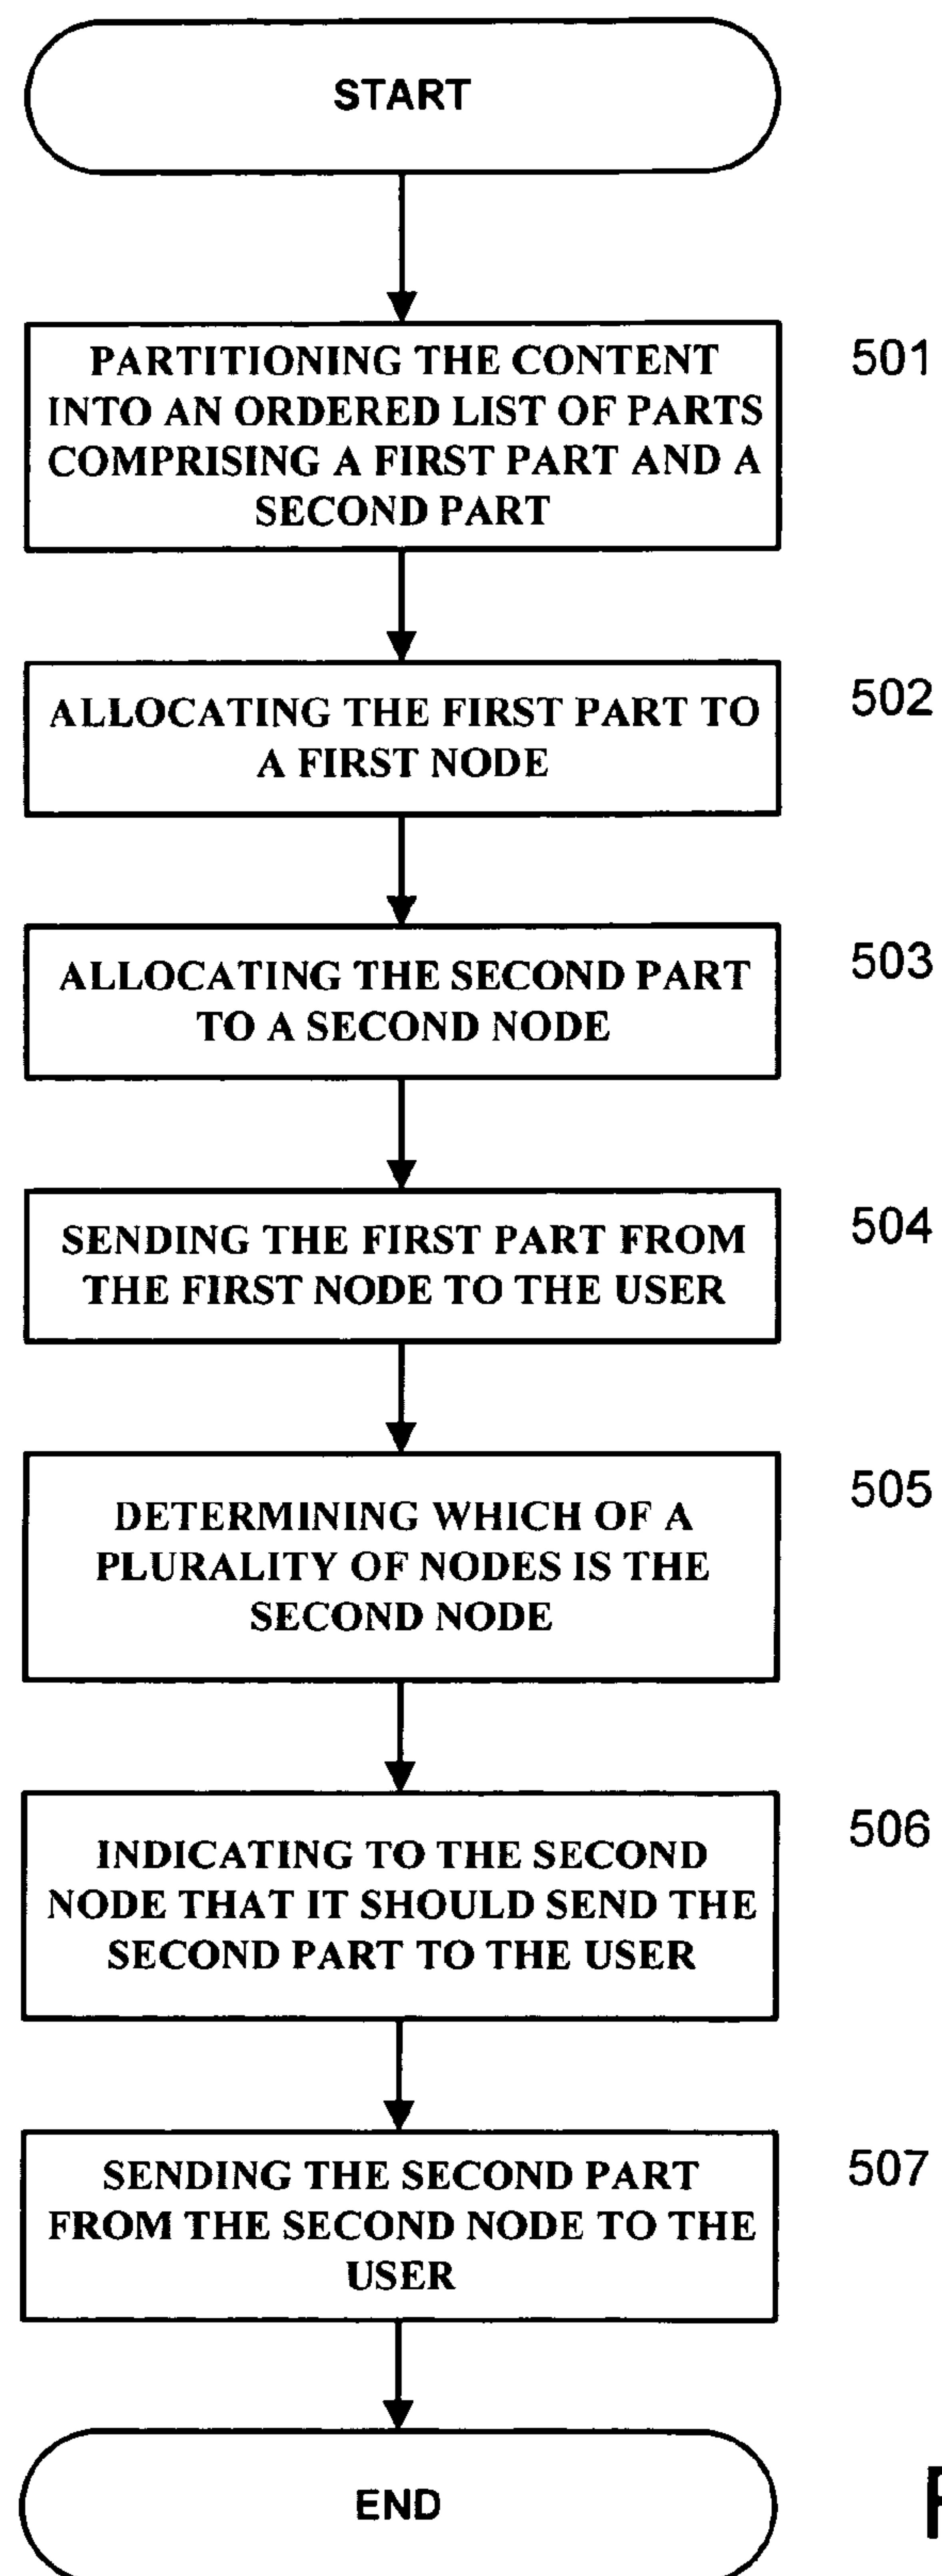 START
PARTITIONING THE CONTENT
INTO AN ORDERED LIST OF PARTS
COMPRISING A FIRST PART AND A
SECOND PART
501
ALLOCATING THE FIRST PART TO
A FIRST NODE
502
ALLOCATING THE SECOND PART
TO A SECOND NODE
503
SENDING THE FIRST PART FROM
THE FIRST NODE TO THE USER
504
DETERMINING WHICH OF A
PLURALITY OF NODES IS THE
SECOND NODE
505
INDICATING TO THE SECOND
NODE THAT IT SHOULD SEND THE
SECOND PART TO THE USER
506
SENDING THE SECOND PART
FROM THE SECOND NODE TO THE
USER
507
END